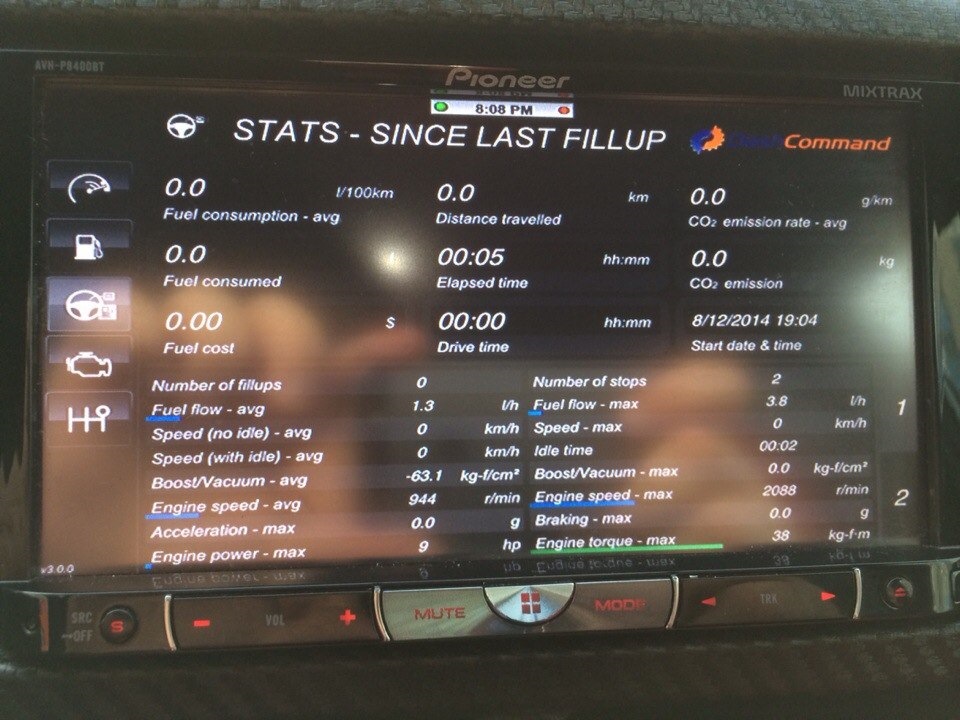 AVH-P8400BT
Pioneer
MIXTRAX
8:08 PM
STATS - SINCE LAST FILLUP
DashCommand
0.0 l/100km
Fuel consumption - avg
0.0 km
Distance travelled
0.0 g/km
CO₂ emission rate - avg
0.0
Fuel consumed
00:05 hh:mm
Elapsed time
0.0 kg
CO₂ emission
0.00 $
Fuel cost
00:00 hh:mm
Drive time
8/12/2014 19:04
Start date & time
Number of fillups 0
Number of stops 2
Fuel flow - avg 1.3 l/h
Fuel flow - max 3.8 l/h
1
Speed (no idle) - avg 0 km/h
Speed - max 0 km/h
Speed (with idle) - avg 0 km/h
Idle time 00:02
Boost/Vacuum - avg -63.1 kg-f/cm²
Boost/Vacuum - max 0.0 kg-f/cm²
Engine speed - avg 944 r/min
Engine speed - max 2088 r/min
2
Acceleration - max 0.0 g
Braking - max 0.0 g
Engine power - max 9 hp
Engine torque - max 38 kg-f·m
v3.0.0
SRC
OFF
S
- VOL +
MUTE
MODE
TRK